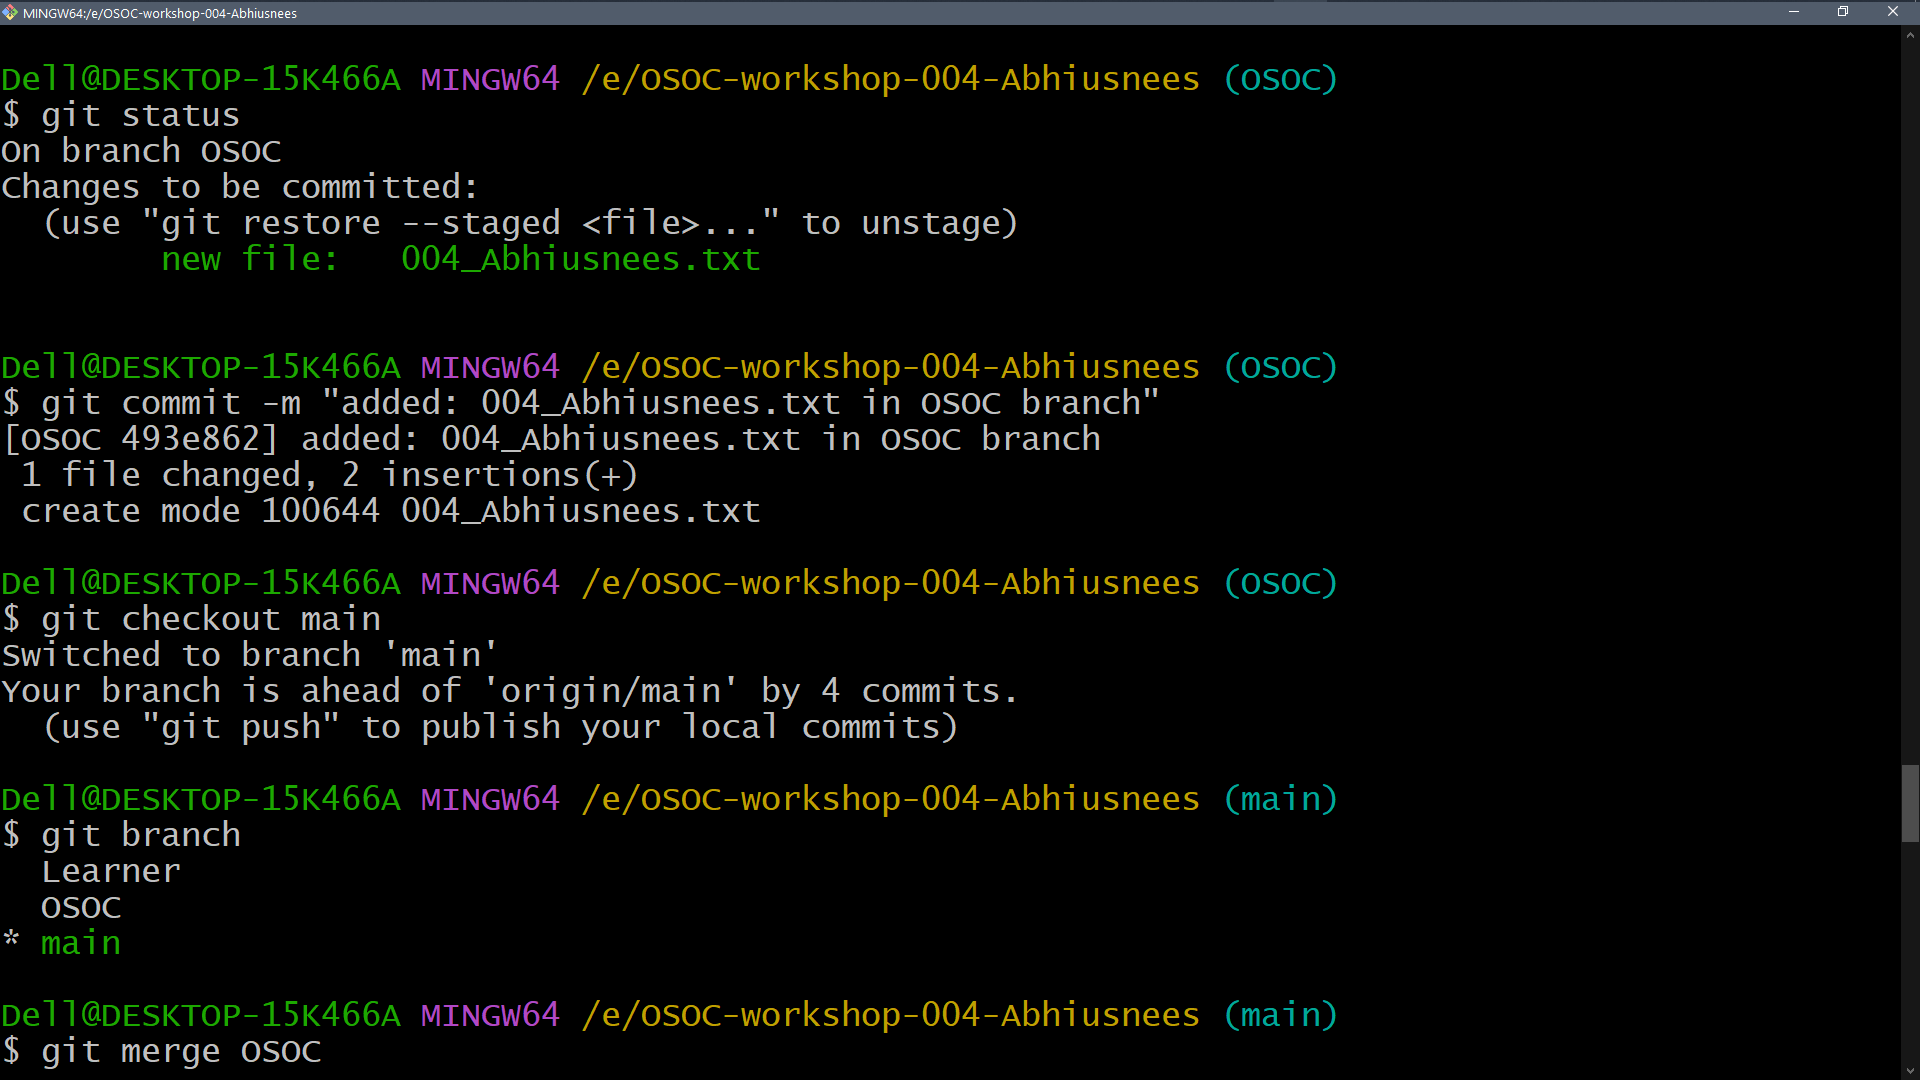 MINGW64:/e/OSOC-workshop-004-Abhiusnees
Dell@DESKTOP-15K466A MINGW64 /e/OSOC-workshop-004-Abhiusnees (OSOC)
$ git status
On branch OSOC
Changes to be committed:
  (use "git restore --staged <file>..." to unstage)
        new file:   004_Abhiusnees.txt
Dell@DESKTOP-15K466A MINGW64 /e/OSOC-workshop-004-Abhiusnees (OSOC)
$ git commit -m "added: 004_Abhiusnees.txt in OSOC branch"
[OSOC 493e862] added: 004_Abhiusnees.txt in OSOC branch
 1 file changed, 2 insertions(+)
 create mode 100644 004_Abhiusnees.txt
Dell@DESKTOP-15K466A MINGW64 /e/OSOC-workshop-004-Abhiusnees (OSOC)
$ git checkout main
Switched to branch 'main'
Your branch is ahead of 'origin/main' by 4 commits.
  (use "git push" to publish your local commits)
Dell@DESKTOP-15K466A MINGW64 /e/OSOC-workshop-004-Abhiusnees (main)
$ git branch
  Learner
  OSOC
* main
Dell@DESKTOP-15K466A MINGW64 /e/OSOC-workshop-004-Abhiusnees (main)
$ git merge OSOC